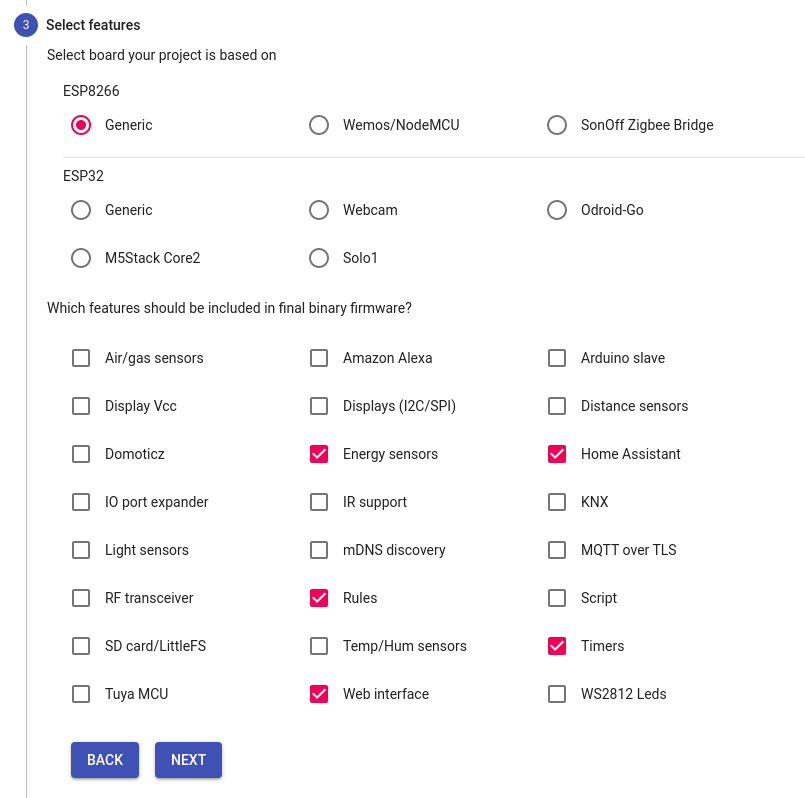 3 Select features
Select board your project is based on
ESP8266
Generic Wemos/NodeMCU SonOff Zigbee Bridge
ESP32
Generic Webcam Odroid-Go
M5Stack Core2 Solo1
Which features should be included in final binary firmware?
Air/gas sensors Amazon Alexa Arduino slave
Display Vcc Displays (I2C/SPI) Distance sensors
Domoticz Energy sensors Home Assistant
IO port expander IR support KNX
Light sensors mDNS discovery MQTT over TLS
RF transceiver Rules Script
SD card/LittleFS Temp/Hum sensors Timers
Tuya MCU Web interface WS2812 Leds
BACK NEXT